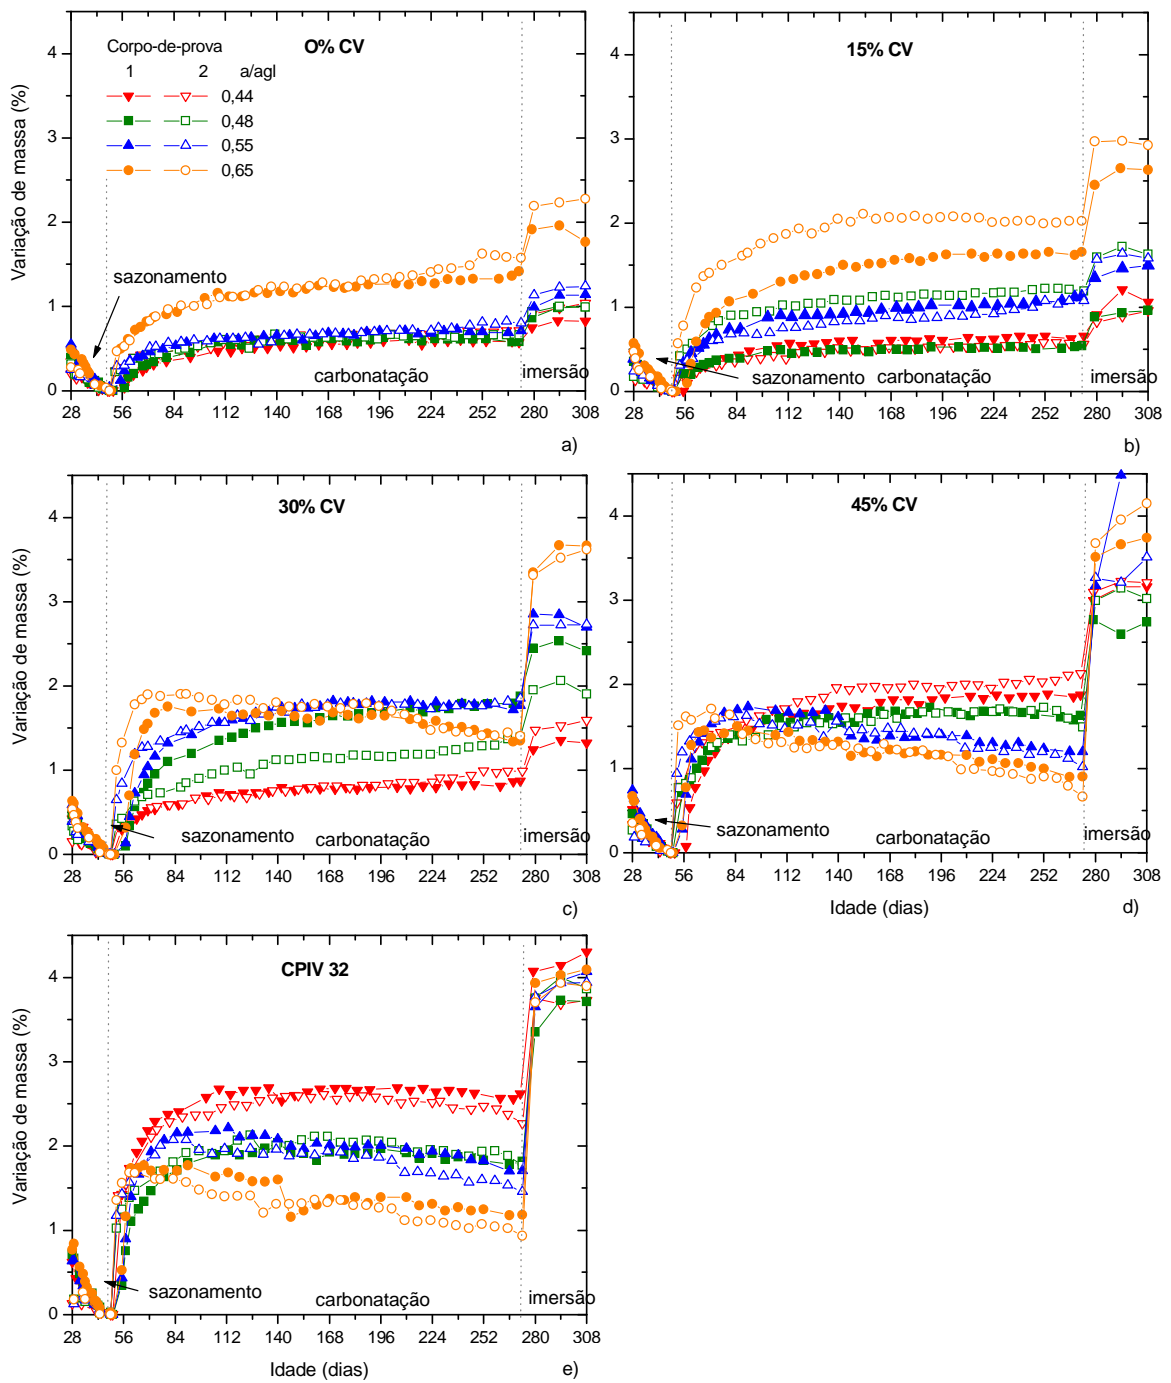 O% CV
Corpo-de-prova
1 2 a/agl
0,44
0,48
0,55
0,65
sazonamento
carbonatação
imersão
Variação de massa (%)
0 1 2 3 4
28 56 84 112 140 168 196 224 252 280 308
a)
15% CV
sazonamento
carbonatação
imersão
0 1 2 3 4
28 56 84 112 140 168 196 224 252 280 308
b)
30% CV
sazonamento
carbonatação
imersão
Variação de massa (%)
0 1 2 3 4
28 56 84 112 140 168 196 224 252 280 308
c)
45% CV
sazonamento
carbonatação
imersão
0 1 2 3 4
28 56 84 112 140 168 196 224 252 280 308
Idade (dias)
d)
CPIV 32
sazonamento
carbonatação
imersão
Variação de massa (%)
0 1 2 3 4
28 56 84 112 140 168 196 224 252 280 308
Idade (dias)
e)